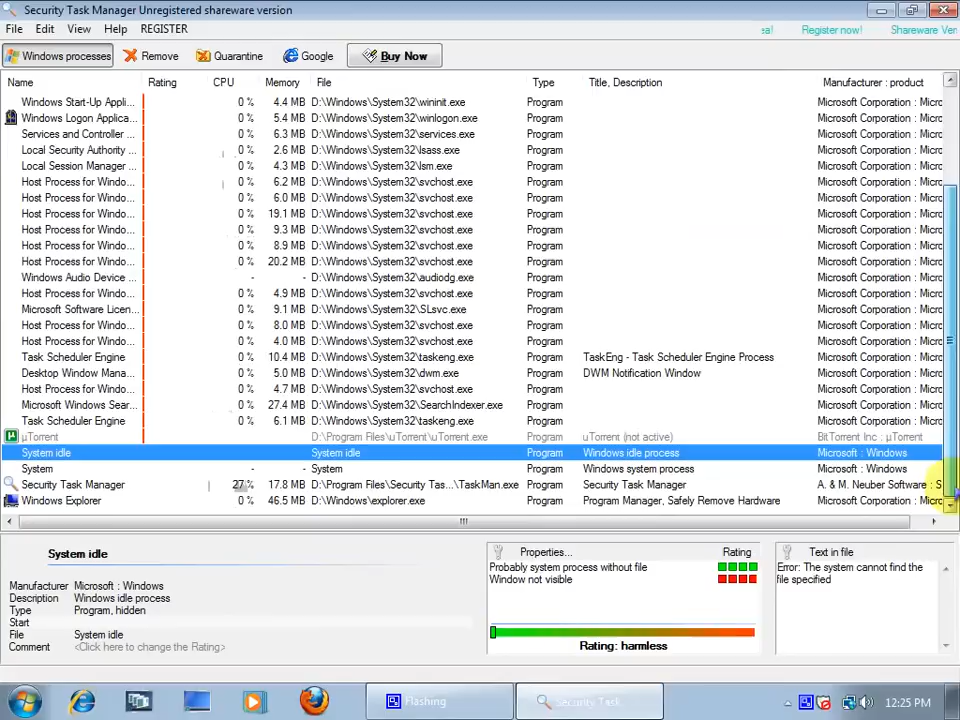 Security Task Manager Unregistered shareware version
File Edit View Help REGISTER
Register now! Shareware Ver
Windows processes Remove Quarantine Google Buy Now
Name Rating CPU Memory File Type Title, Description Manufacturer : product
Windows Start-Up Appli... 0 % 4.4 MB D:\Windows\System32\wininit.exe Program Microsoft Corporation : Micro
Windows Logon Applica... 0 % 5.4 MB D:\Windows\System32\winlogon.exe Program Microsoft Corporation : Micro
Services and Controller ... 0 % 6.3 MB D:\Windows\System32\services.exe Program Microsoft Corporation : Micro
Local Security Authority ... 0 % 2.6 MB D:\Windows\System32\lsass.exe Program Microsoft Corporation : Micro
Local Session Manager ... 0 % 4.3 MB D:\Windows\System32\lsm.exe Program Microsoft Corporation : Micro
Host Process for Windo... 0 % 6.2 MB D:\Windows\System32\svchost.exe Program Microsoft Corporation : Micro
Host Process for Windo... 0 % 6.0 MB D:\Windows\System32\svchost.exe Program Microsoft Corporation : Micro
Host Process for Windo... 0 % 19.1 MB D:\Windows\System32\svchost.exe Program Microsoft Corporation : Micro
Host Process for Windo... 0 % 9.3 MB D:\Windows\System32\svchost.exe Program Microsoft Corporation : Micro
Host Process for Windo... 0 % 8.9 MB D:\Windows\System32\svchost.exe Program Microsoft Corporation : Micro
Host Process for Windo... 0 % 20.2 MB D:\Windows\System32\svchost.exe Program Microsoft Corporation : Micro
Windows Audio Device ... - - D:\Windows\System32\audiodg.exe Program Microsoft Corporation : Micro
Host Process for Windo... 0 % 4.9 MB D:\Windows\System32\svchost.exe Program Microsoft Corporation : Micro
Microsoft Software Licen... 0 % 9.1 MB D:\Windows\System32\SLsvc.exe Program Microsoft Corporation : Micro
Host Process for Windo... 0 % 8.0 MB D:\Windows\System32\svchost.exe Program Microsoft Corporation : Micro
Host Process for Windo... 0 % 4.0 MB D:\Windows\System32\svchost.exe Program Microsoft Corporation : Micro
Task Scheduler Engine 0 % 10.4 MB D:\Windows\System32\taskeng.exe Program TaskEng - Task Scheduler Engine Process Microsoft Corporation : Micro
Desktop Window Mana... 0 % 5.0 MB D:\Windows\System32\dwm.exe Program DWM Notification Window Microsoft Corporation : Micro
Host Process for Windo... 0 % 4.7 MB D:\Windows\System32\svchost.exe Program Microsoft Corporation : Micro
Microsoft Windows Sear... 0 % 27.4 MB D:\Windows\System32\SearchIndexer.exe Program Microsoft Corporation : Micro
Task Scheduler Engine 0 % 6.1 MB D:\Windows\System32\taskeng.exe Program Microsoft Corporation : Micro
µTorrent D:\Program Files\uTorrent\uTorrent.exe Program uTorrent (not active) BitTorrent Inc : µTorrent
System idle System idle Program Windows idle process Microsoft : Windows
System - - System Program Windows system process Microsoft : Windows
Security Task Manager 27 % 17.8 MB D:\Program Files\Security Tas...\TaskMan.exe Program Security Task Manager A. & M. Neuber Software : S
Windows Explorer 0 % 46.5 MB D:\Windows\explorer.exe Program Program Manager, Safely Remove Hardware Microsoft Corporation : Micro
System idle
Manufacturer Microsoft : Windows
Description Windows idle process
Type Program, hidden
Start
File System idle
Comment <Click here to change the Rating>
Properties... Rating
Probably system process without file
Window not visible
Rating: harmless
Text in file
Error: The system cannot find the
file specified
Flashing Security Task 12:25 PM